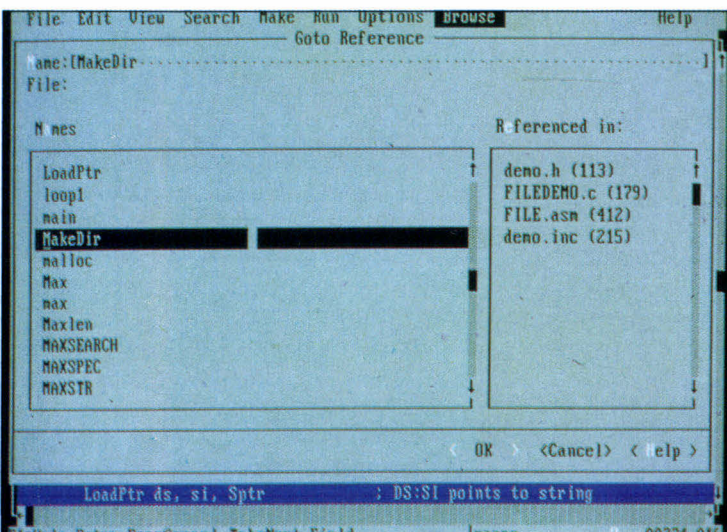 File Edit View Search Make Run Options Browse Help
Goto Reference
ame:[MakeDir·································]
File:
N mes
R ferenced in:
LoadPtr
loop1
main
MakeDir
malloc
Max
max
Maxlen
MAXSEARCH
MAXSPEC
MAXSTR
demo.h (113)
FILEDEMO.c (179)
FILE.asm (412)
demo.inc (215)
< OK > <Cancel> < elp >
LoadPtr ds, si, Sptr ; DS:SI points to string